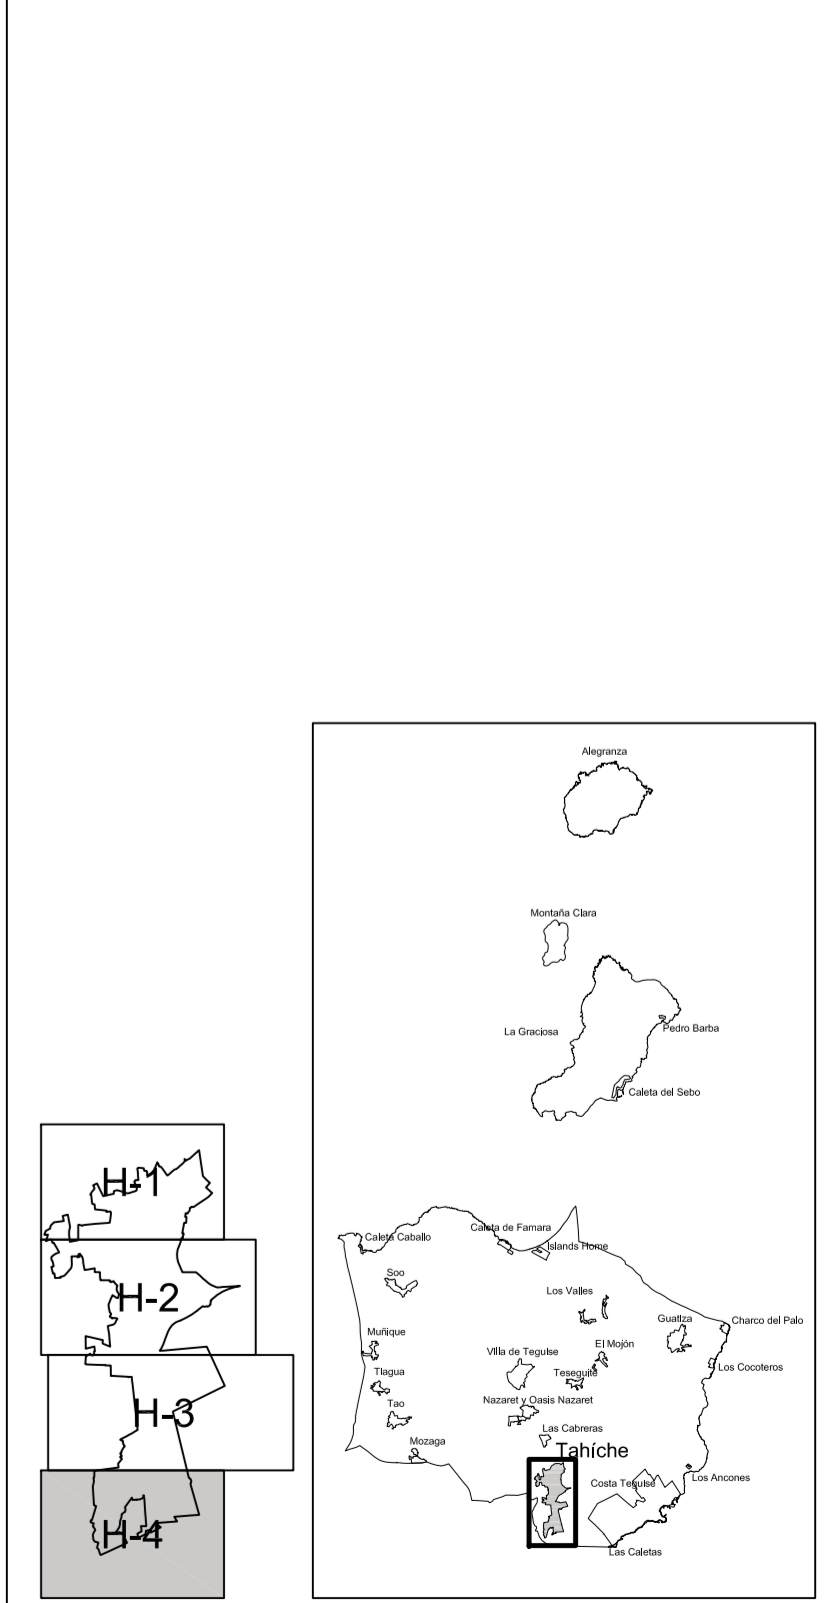 Alegranza
Montaña Clara
La Graciosa
Pedro Barba
Caleta del Sebo
H-1
H-2
H-3
H-4
Caleta Caballo
Caleta de Famara
Islands Home
Soo
Los Valles
Guatiza
Charco del Palo
Muñique
Villa de Teguise
El Mojón
Los Cocoteros
Tiagua
Teseguite
Tao
Nazaret y Oasis Nazaret
Las Cabreras
Mozaga
Tahíche
Costa Teguise
Los Ancones
Las Caletas